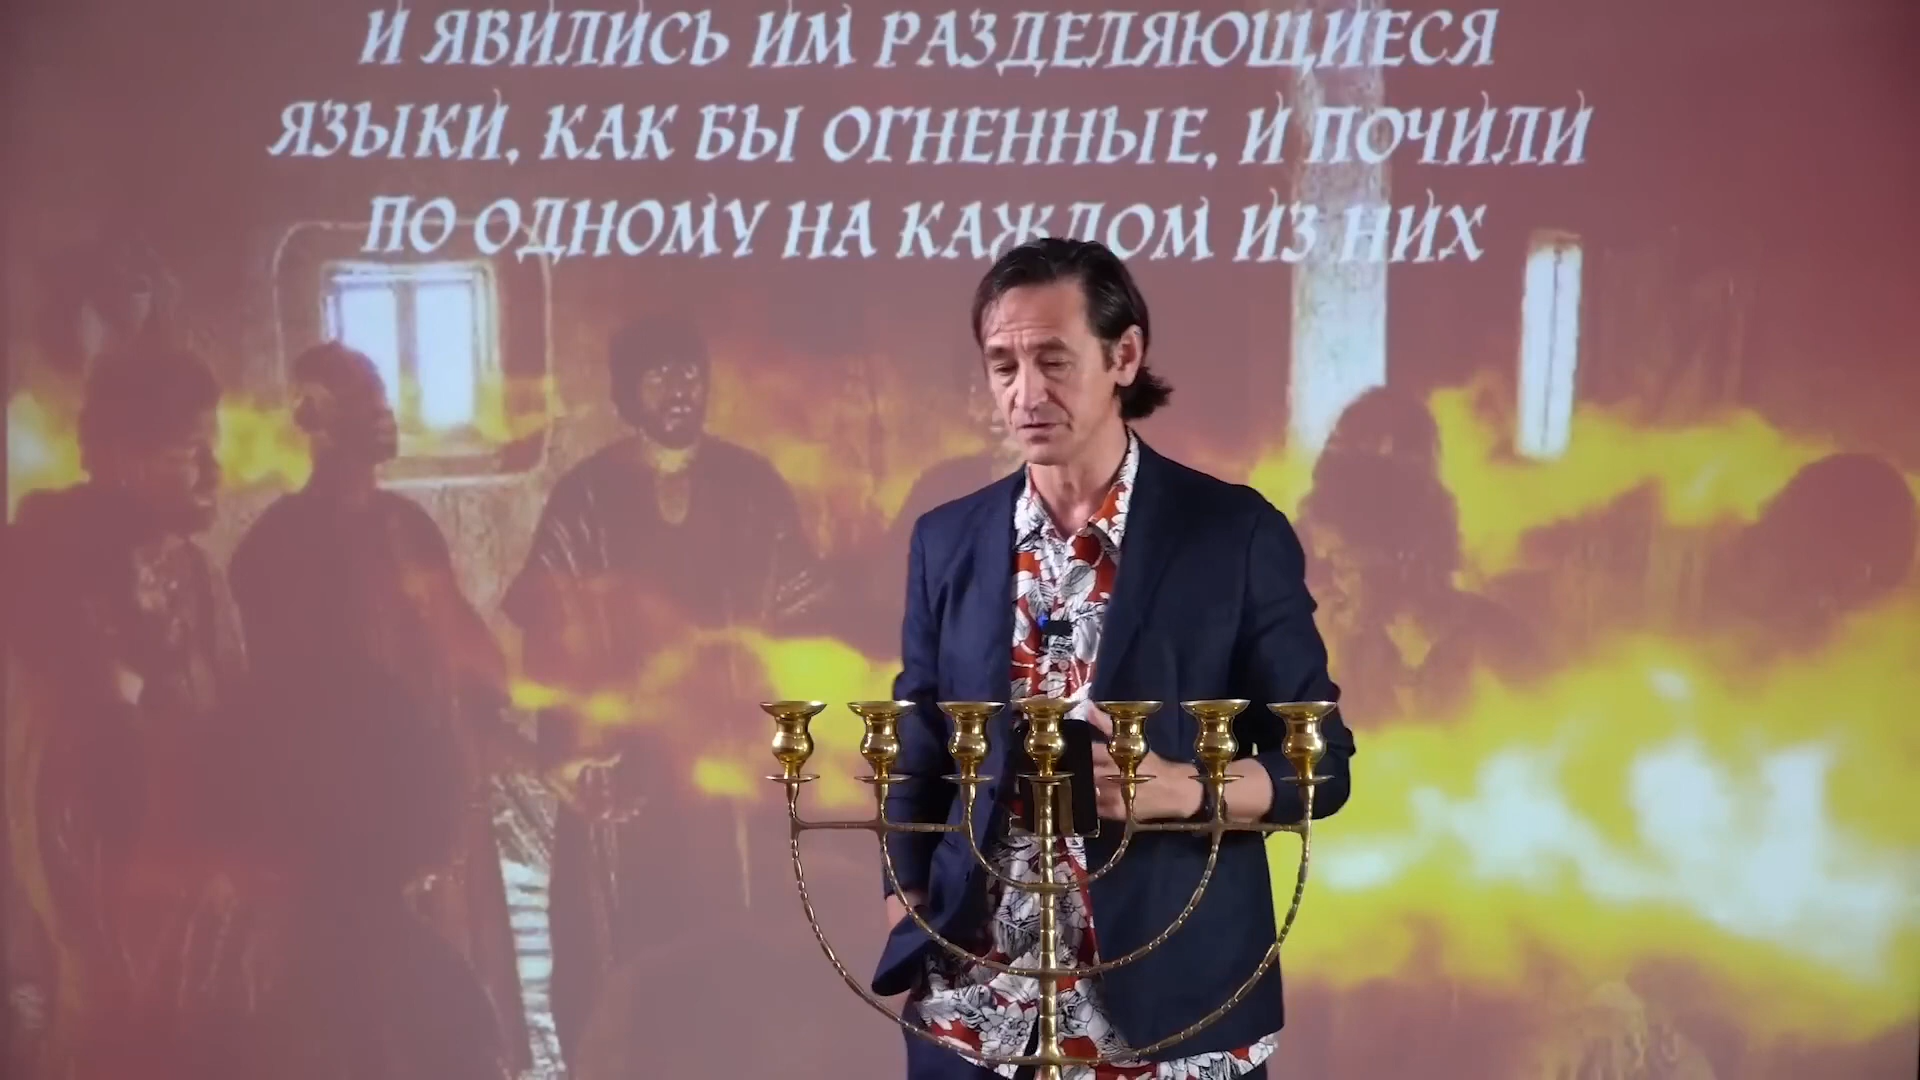 И ЯВИЛИСЬ ИМ РАЗДЕЛЯЮЩИЕСЯ
ЯЗЫКИ, КАК БЫ ОГНЕННЫЕ, И ПОЧИЛИ
ПО ОДНОМУ НА КАЖДОМ ИЗ НИХ